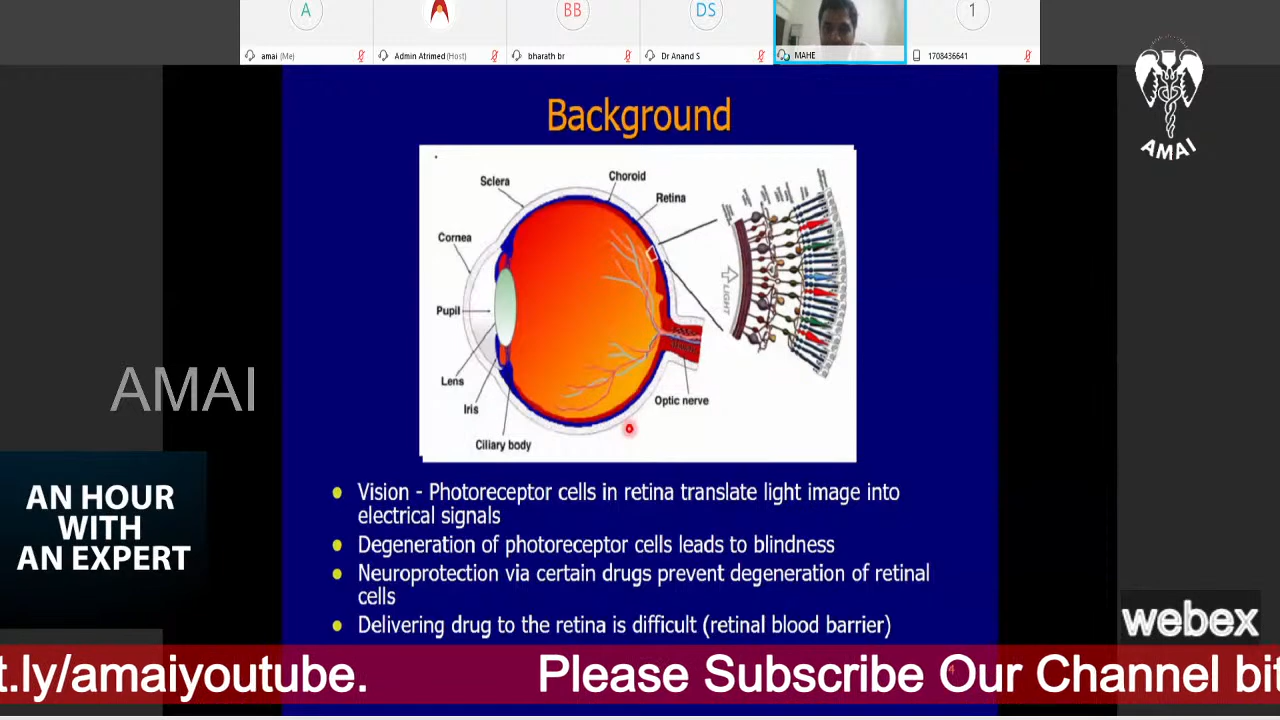 A
BB
DS
1
amai (Me)
Admin Atrimed (Host)
bharath br
Dr Anand S
MAHE
1708436641
AMAI
Background
Sclera
Choroid
Retina
Cornea
Pupil
LIGHT
Lens
Iris
Optic nerve
Ciliary body
AMAI
AN HOUR
WITH
AN EXPERT
Vision - Photoreceptor cells in retina translate light image into
electrical signals
Degeneration of photoreceptor cells leads to blindness
Neuroprotection via certain drugs prevent degeneration of retinal
cells
Delivering drug to the retina is difficult (retinal blood barrier)
webex
t.ly/amaiyoutube. Please Subscribe Our Channel bit